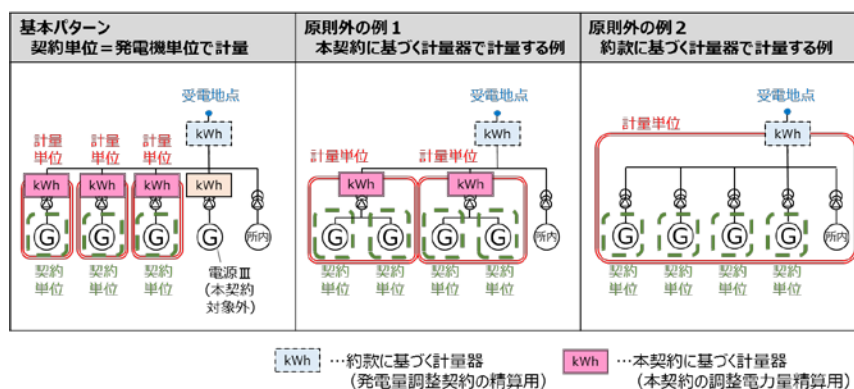 基本パターン
契約単位=発電機単位で計量
原則外の例1
本契約に基づく計量器で計量する例
原則外の例2
約款に基づく計量器で計量する例
受電地点
kWh
計量
単位
計量
単位
計量
単位
kWh
kWh
kWh
kWh
G
G
G
G
所内
契約
単位
契約
単位
契約
単位
電源Ⅲ
(本契約
対象外)
受電地点
kWh
計量単位
計量単位
kWh
kWh
G
G
G
G
所内
契約
単位
契約
単位
契約
単位
契約
単位
受電地点
計量単位
kWh
G
G
G
G
所内
契約
単位
契約
単位
契約
単位
契約
単位
kWh
…約款に基づく計量器
(発電量調整契約の精算用)
kWh
…本契約に基づく計量器
(本契約の調整電力量精算用)